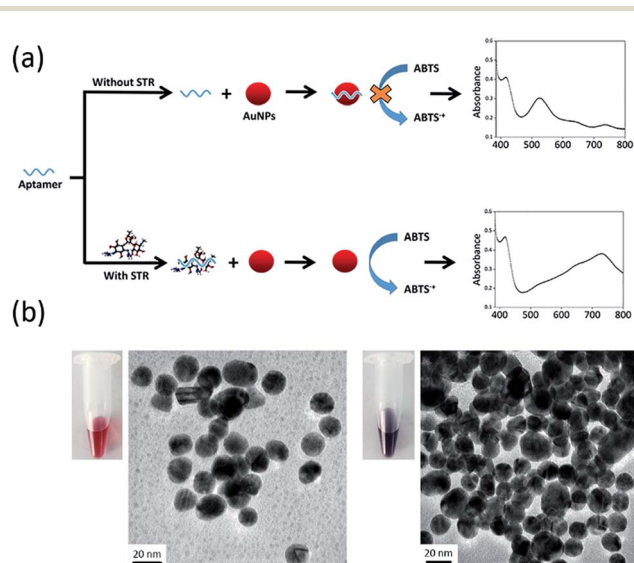 (a)
Without STR
+
AuNPs
ABTS
ABTS·+
Absorbance
0.6
0.5
0.4
0.3
0.2
0.1
400 500 600 700 800
Aptamer
With STR
+
ABTS
ABTS·+
Absorbance
0.6
0.5
0.4
0.3
0.2
0.1
400 500 600 700 800
(b)
20 nm
20 nm